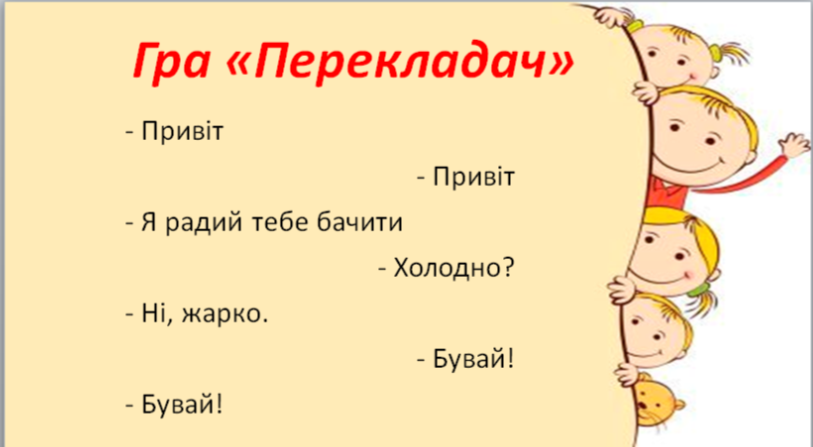 Гра «Перекладач»
- Привіт
- Привіт
- Я радий тебе бачити
- Холодно?
- Ні, жарко.
- Бувай!
- Бувай!